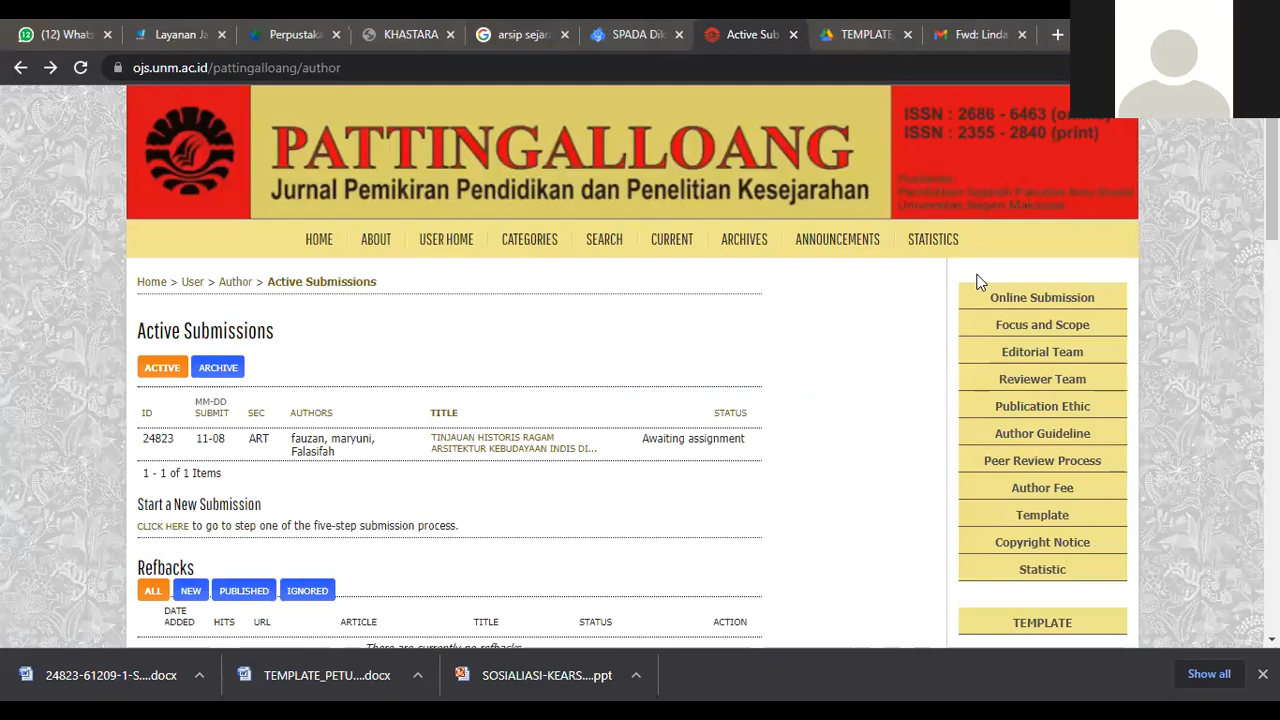 (12) Whats
Layanan Ja
Perpustaka
KHASTARA
arsip sejar
SPADA Dik
Active Sub
TEMPLATE
Fwd: Linda
ojs.unm.ac.id/pattingalloang/author
ISSN : 2686 - 6463
ISSN : 2355 - 2840 (print)
PATTINGALLOANG
Jurnal Pemikiran Pendidikan dan Penelitian Kesejarahan
HOME ABOUT USER HOME CATEGORIES SEARCH CURRENT ARCHIVES ANNOUNCEMENTS STATISTICS
Home > User > Author > Active Submissions
Active Submissions
ACTIVE ARCHIVE
ID MM-DD SUBMIT SEC AUTHORS TITLE STATUS
24823 11-08 ART fauzan, maryuni, Falasifah TINJAUAN HISTORIS RAGAM ARSITEKTUR KEBUDAYAAN INDIS DI... Awaiting assignment
1 - 1 of 1 Items
Start a New Submission
CLICK HERE to go to step one of the five-step submission process.
Refbacks
ALL NEW PUBLISHED IGNORED
DATE ADDED HITS URL ARTICLE TITLE STATUS ACTION
There are currently no refbacks
Online Submission
Focus and Scope
Editorial Team
Reviewer Team
Publication Ethic
Author Guideline
Peer Review Process
Author Fee
Template
Copyright Notice
Statistic
TEMPLATE
24823-61209-1-S....docx
TEMPLATE_PETU....docx
SOSIALIASI-KEARS....ppt
Show all